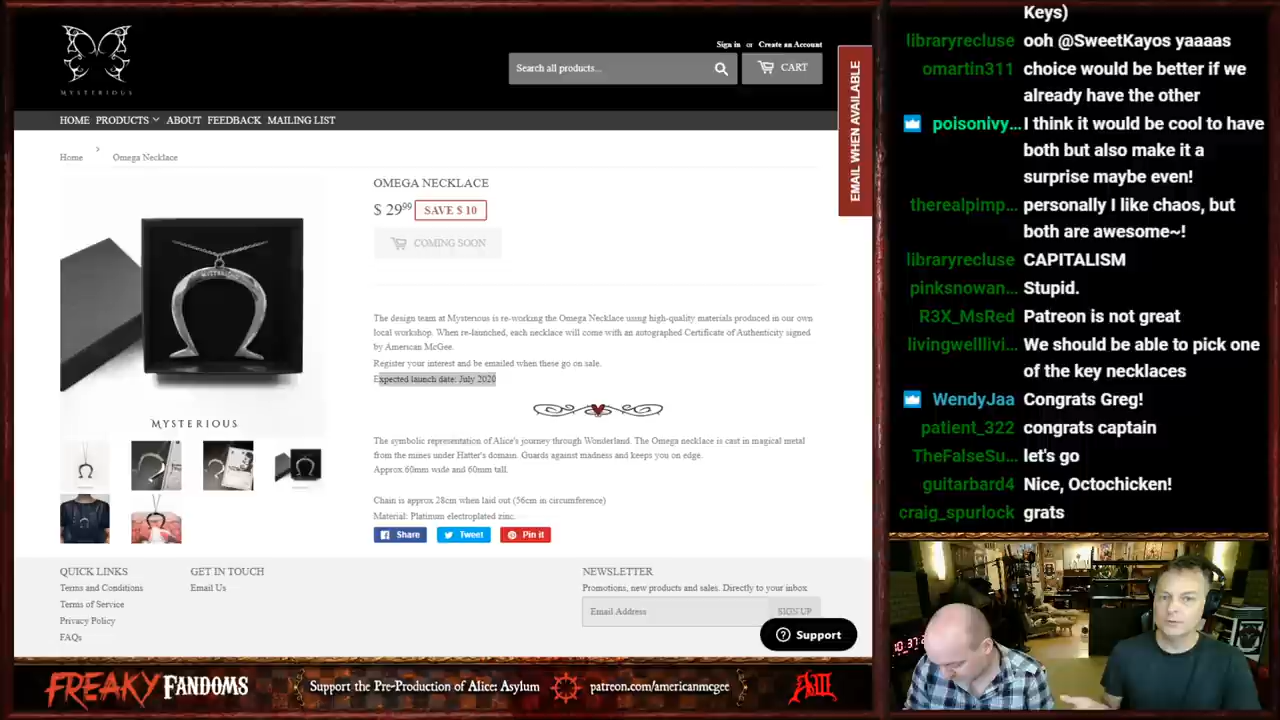 MYSTERIOUS
Sign in or Create an Account
Search all products...
CART
EMAIL WHEN AVAILABLE
HOME PRODUCTS ABOUT FEEDBACK MAILING LIST
Home › Omega Necklace
OMEGA NECKLACE
$ 29.99 SAVE $ 10
COMING SOON
The design team at Mysterious is re-working the Omega Necklace using high-quality materials produced in our own
local workshop. When re-launched, each necklace will come with an autographed Certificate of Authenticity signed
by American McGee.
Register your interest and be emailed when these go on sale.
Expected launch date: July 2020
MYSTERIOUS
MYSTERIOUS
The symbolic representation of Alice's journey through Wonderland. The Omega necklace is cast in magical metal
from the mines under Hatter's domain. Guards against madness and keeps you on edge.
Approx 60mm wide and 60mm tall.
Chain is approx 28cm when laid out (56cm in circumference)
Material: Platinum electroplated zinc.
Share Tweet Pin it
QUICK LINKS
Terms and Conditions
Terms of Service
Privacy Policy
FAQs
GET IN TOUCH
Email Us
NEWSLETTER
Promotions, new products and sales. Directly to your inbox
Email Address SIGN UP
Support
FREAKY FANDOMS
Support the Pre-Production of Alice: Asylum
patreon.com/americanmcgee
Keys)
libraryrecluse ooh @SweetKayos yaaaas
omartin311 choice would be better if we
already have the other
poisonivy... I think it would be cool to have
both but also make it a
surprise maybe even!
therealpimp... personally I like chaos, but
both are awesome~!
libraryrecluse CAPITALISM
pinksnowan... Stupid.
R3X_MsRed Patreon is not great
livingwelllivi... We should be able to pick one
of the key necklaces
WendyJaa Congrats Greg!
patient_322 congrats captain
TheFalseSu... let's go
guitarbard4 Nice, Octochicken!
craig_spurlock grats